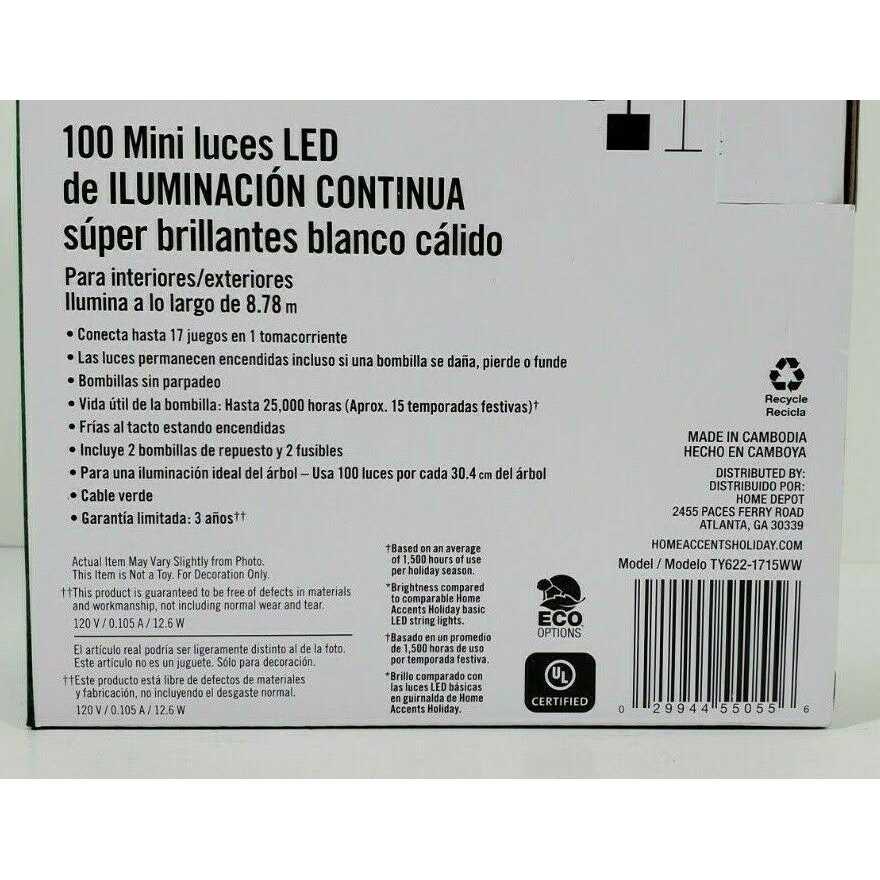 100 Mini luces LED
de ILUMINACIÓN CONTINUA
súper brillantes blanco cálido
Para interiores/exteriores
Ilumina a lo largo de 8.78 m
• Conecta hasta 17 juegos en 1 tomacorriente
• Las luces permanecen encendidas incluso si una bombilla se daña, pierde o funde
• Bombillas sin parpadeo
• Vida útil de la bombilla: Hasta 25,000 horas (Aprox. 15 temporadas festivas)†
• Frías al tacto estando encendidas
• Incluye 2 bombillas de repuesto y 2 fusibles
• Para una iluminación ideal del árbol – Usa 100 luces por cada 30.4 cm del árbol
• Cable verde
• Garantía limitada: 3 años††
Actual Item May Vary Slightly from Photo.
This Item is Not a Toy. For Decoration Only.
††This product is guaranteed to be free of defects in materials
and workmanship, not including normal wear and tear.
120 V / 0.105 A / 12.6 W
El artículo real podría ser ligeramente distinto al de la foto.
Este artículo no es un juguete. Sólo para decoración.
††Este producto está libre de defectos de materiales
y fabricación, no incluyendo el desgaste normal.
120 V / 0.105 A / 12.6 W
†Based on an average
of 1,500 hours of use
per holiday season.
*Brightness compared
to comparable Home
Accents Holiday basic
LED string lights.
†Basado en un promedio
de 1,500 horas de uso
por temporada festiva.
*Brillo comparado con
las luces LED básicas
en guirnalda de Home
Accents Holiday.
ECO
OPTIONS
UL
CERTIFIED
Recycle
Recicla
MADE IN CAMBODIA
HECHO EN CAMBOYA
DISTRIBUTED BY:
DISTRIBUIDO POR:
HOME DEPOT
2455 PACES FERRY ROAD
ATLANTA, GA 30339
HOMEACCENTSHOLIDAY.COM
Model / Modelo TY622-1715WW
0 29944 55055 6